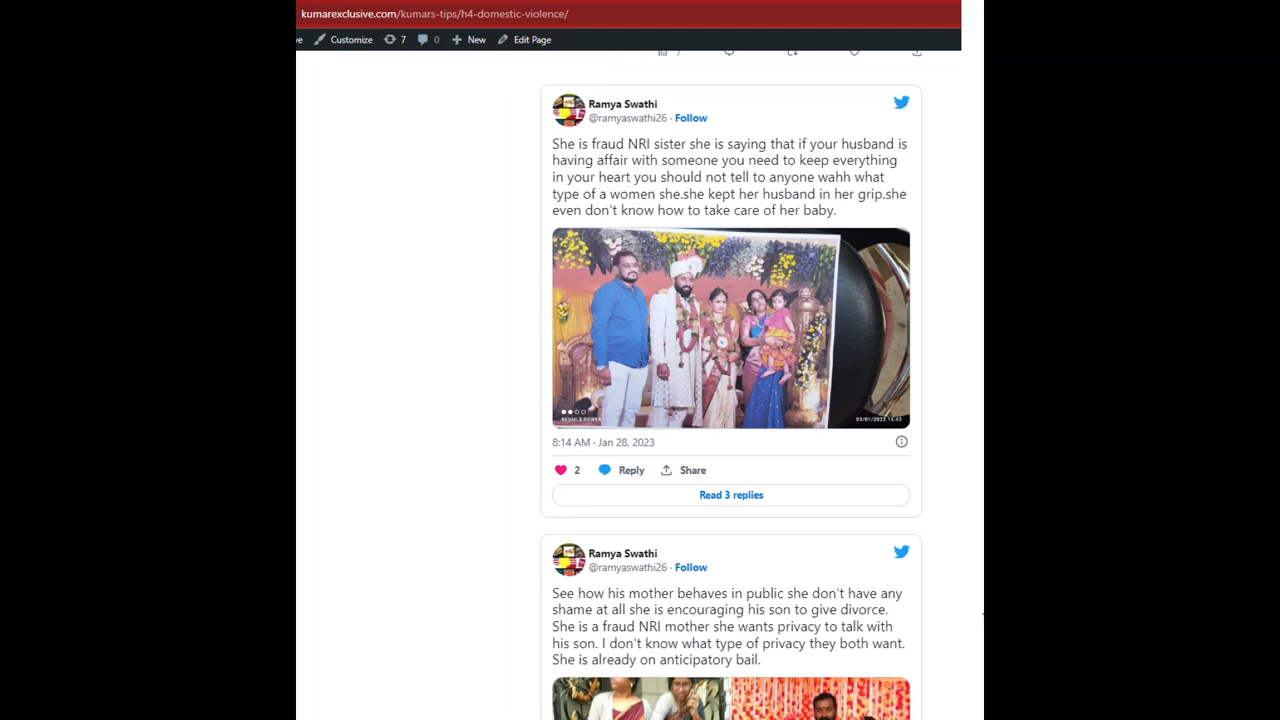 kumarexclusive.com/kumars-tips/h4-domestic-violence/
ve Customize 7 0 New Edit Page
7
Ramya Swathi
@ramyaswathi26 · Follow
She is fraud NRI sister she is saying that if your husband is
having affair with someone you need to keep everything
in your heart you should not tell to anyone wahh what
type of a women she.she kept her husband in her grip.she
even don't know how to take care of her baby.
05/01/2023 14:43
8:14 AM · Jan 28, 2023
2 Reply Share
Read 3 replies
Ramya Swathi
@ramyaswathi26 · Follow
See how his mother behaves in public she don't have any
shame at all she is encouraging his son to give divorce.
She is a fraud NRI mother she wants privacy to talk with
his son. I don't know what type of privacy they both want.
She is already on anticipatory bail.